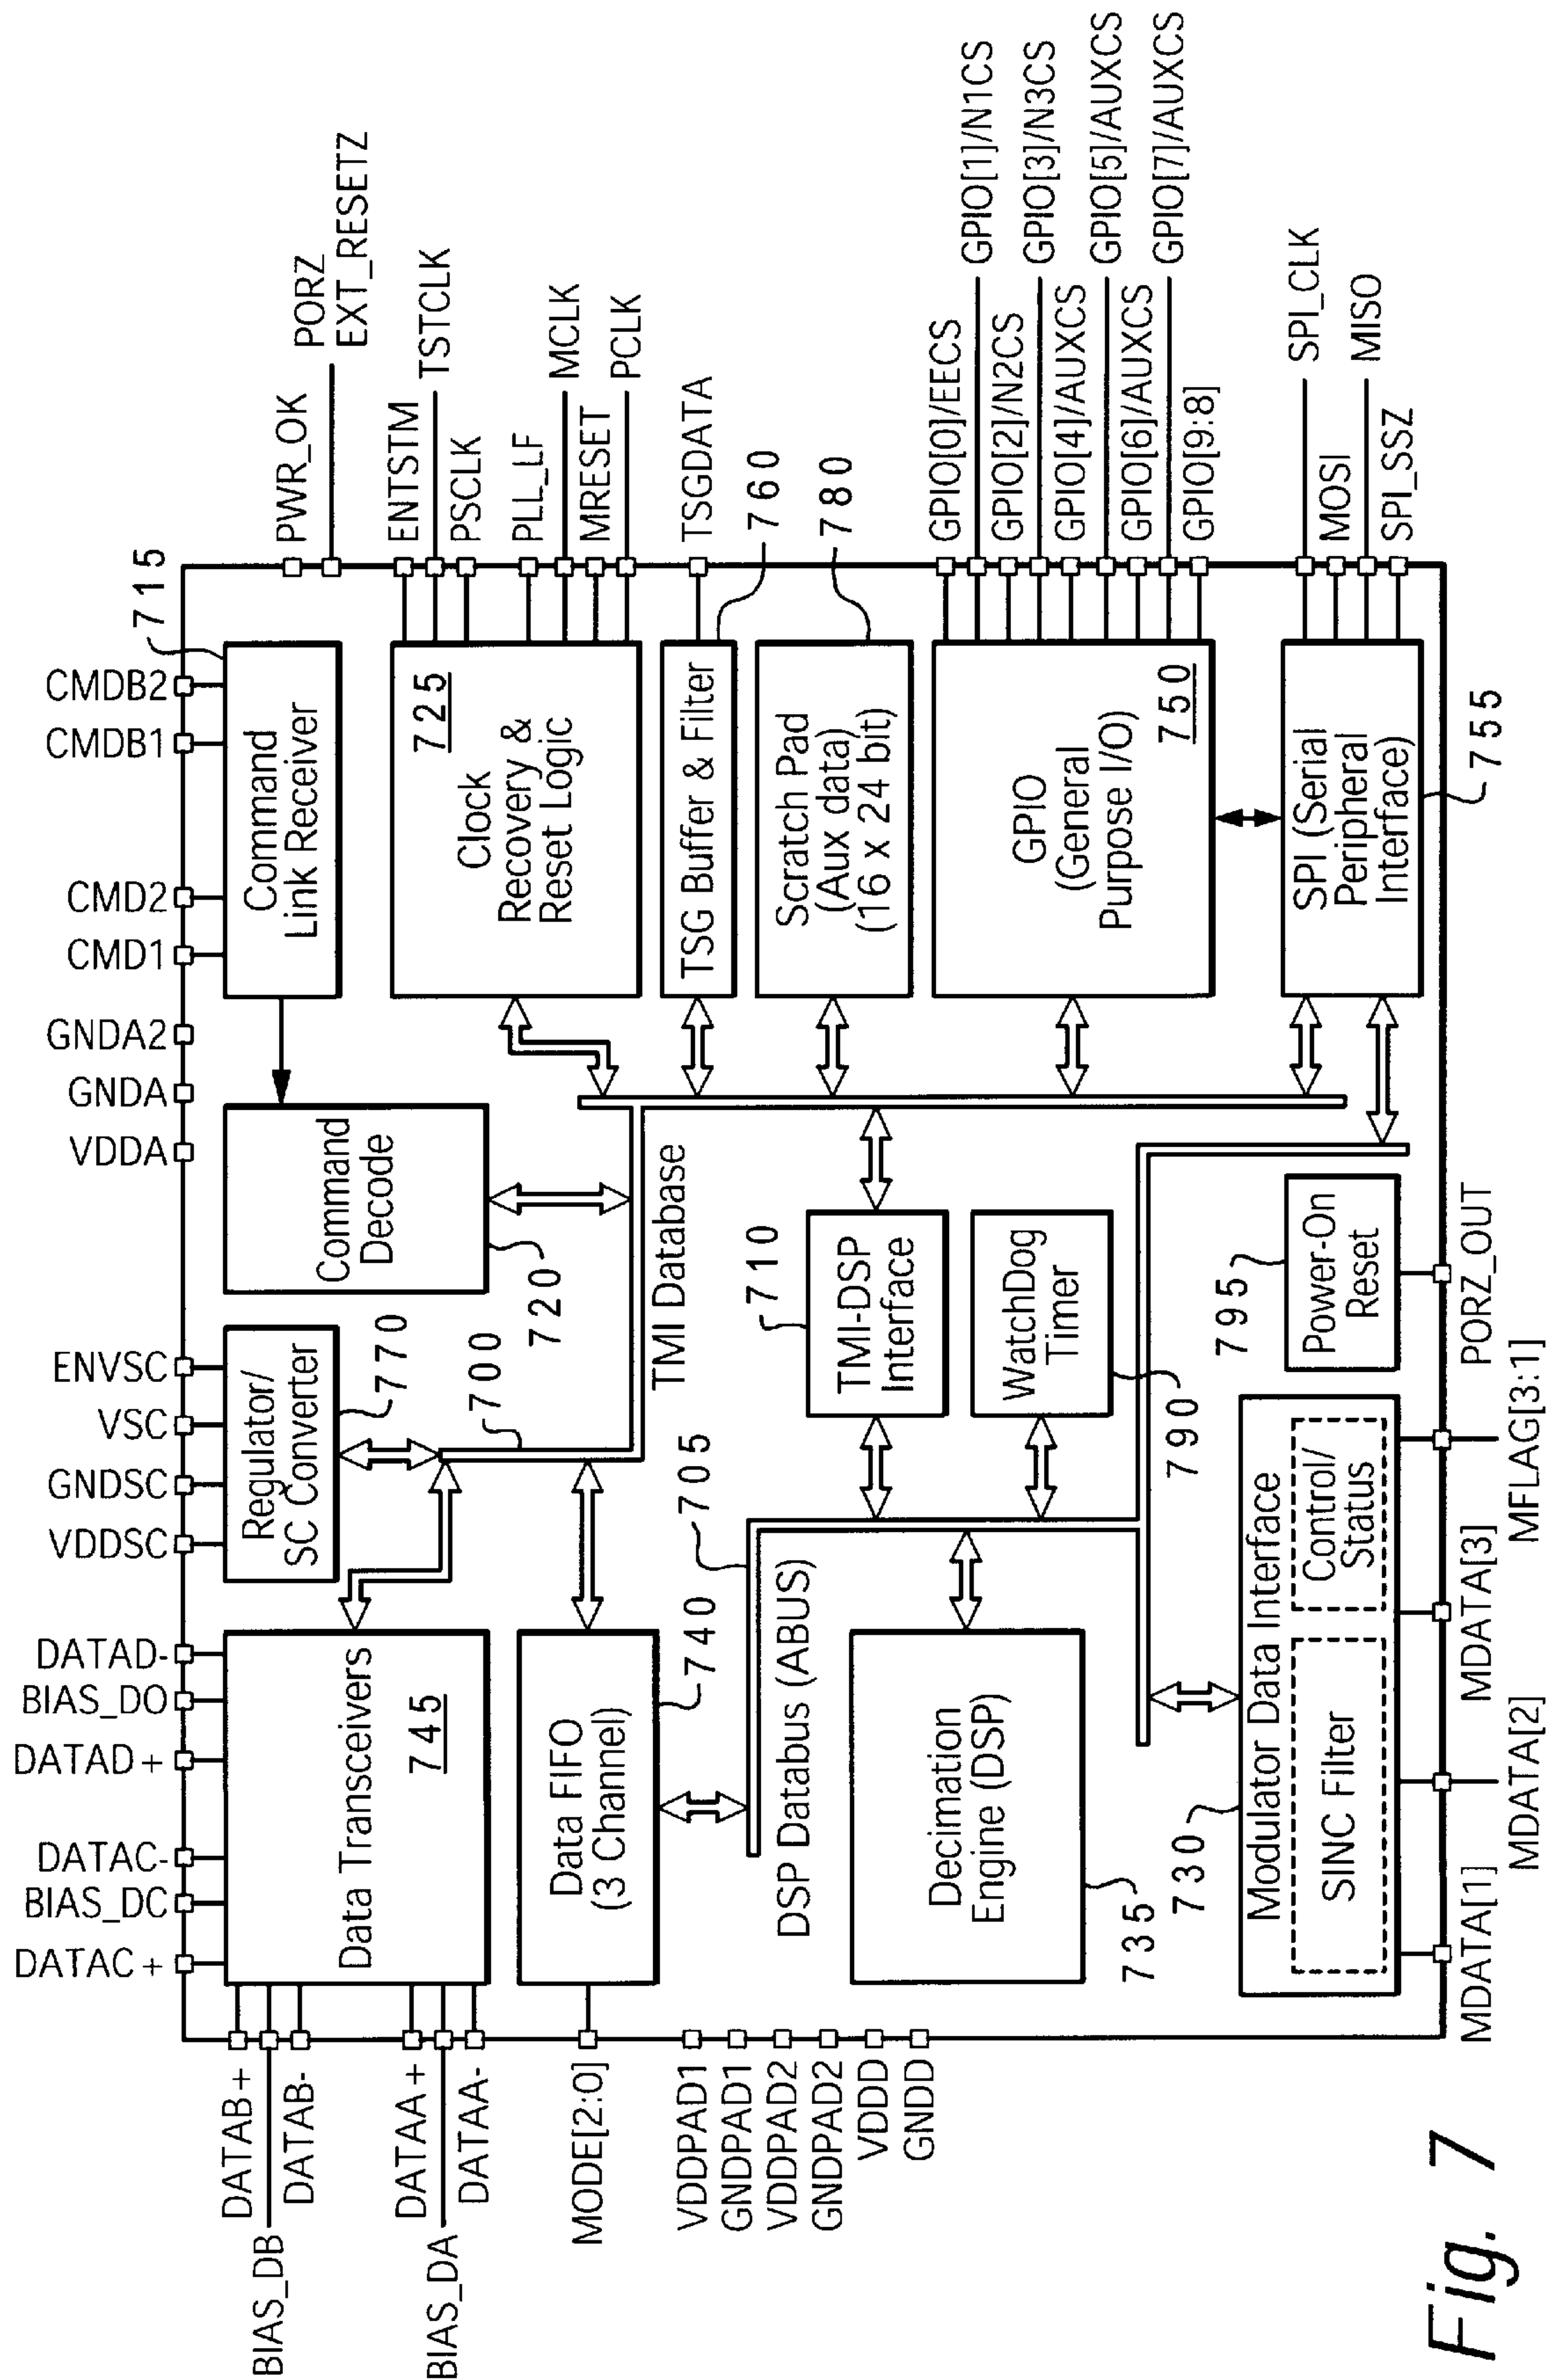 DATAB+
BIAS_DB
DATAB-
DATAA+
BIAS_DA
DATAA-
MODE[2:0]
VDDPAD1
GNDPAD1
VDDPAD2
GNDPAD2
VDDD
GNDD
DATAC+
BIAS_DC
DATAC-
DATAD+
BIAS_DO
DATAD-
VDDSC
GNDSC
VSC
ENVSC
VDDA
GNDA
GNDA2
CMD1
CMD2
CMDB1
CMDB2
715
Data Transceivers
745
Regulator/
SC Converter
770
Command
Decode
720
Command
Link Receiver
Data FIFO
(3 Channel)
740
700
TMI Database
Clock
Recovery &
Reset Logic
725
TSG Buffer & Filter
760
Scratch Pad
(Aux data)
(16 x 24 bit)
780
DSP Databus (ABUS)
705
TMI-DSP
Interface
710
WatchDog
Timer
790
Decimation
Engine (DSP)
735
GPIO
(General
Purpose I/O)
750
SPI (Serial
Peripheral
Interface)
755
Modulator Data Interface
730
SINC Filter
Control/
Status
Power-On
Reset
795
PWR_OK
PORZ
EXT_RESETZ
ENTSTM
TSTCLK
PSCLK
PLL_LF
MCLK
MRESET
PCLK
TSGDATA
GPIO[0]/EECS
GPIO[1]/N1CS
GPIO[2]/N2CS
GPIO[3]/N3CS
GPIO[4]/AUXCS
GPIO[5]/AUXCS
GPIO[6]/AUXCS
GPIO[7]/AUXCS
GPIO[9:8]
SPI_CLK
MOSI
MISO
SPI_SSZ
MDATA[1]
MDATA[2]
MDATA[3]
MFLAG[3:1]
PORZ_OUT
Fig. 7